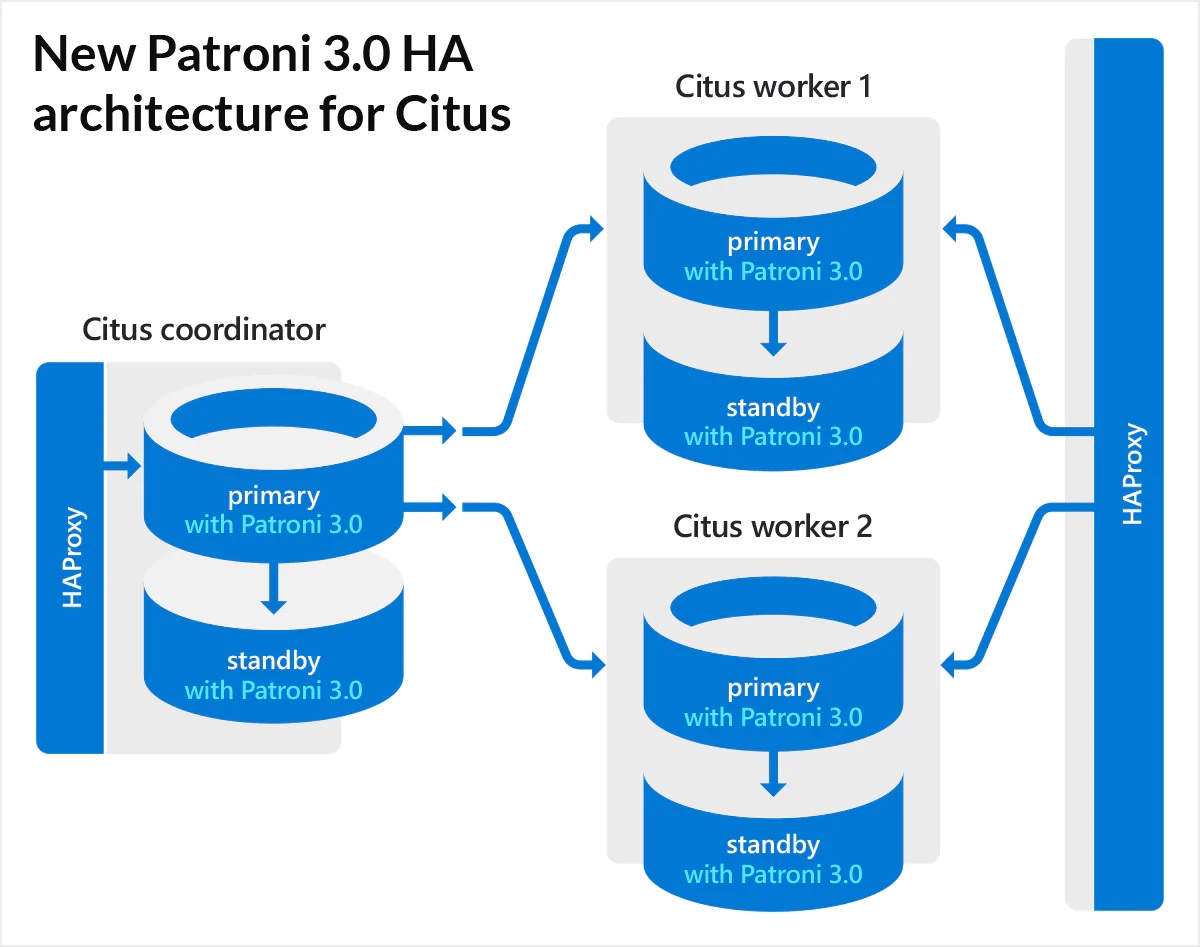 New Patroni 3.0 HA
architecture for Citus
Citus coordinator
HAProxy
primary
with Patroni 3.0
standby
with Patroni 3.0
Citus worker 1
primary
with Patroni 3.0
standby
with Patroni 3.0
Citus worker 2
primary
with Patroni 3.0
standby
with Patroni 3.0
HAProxy